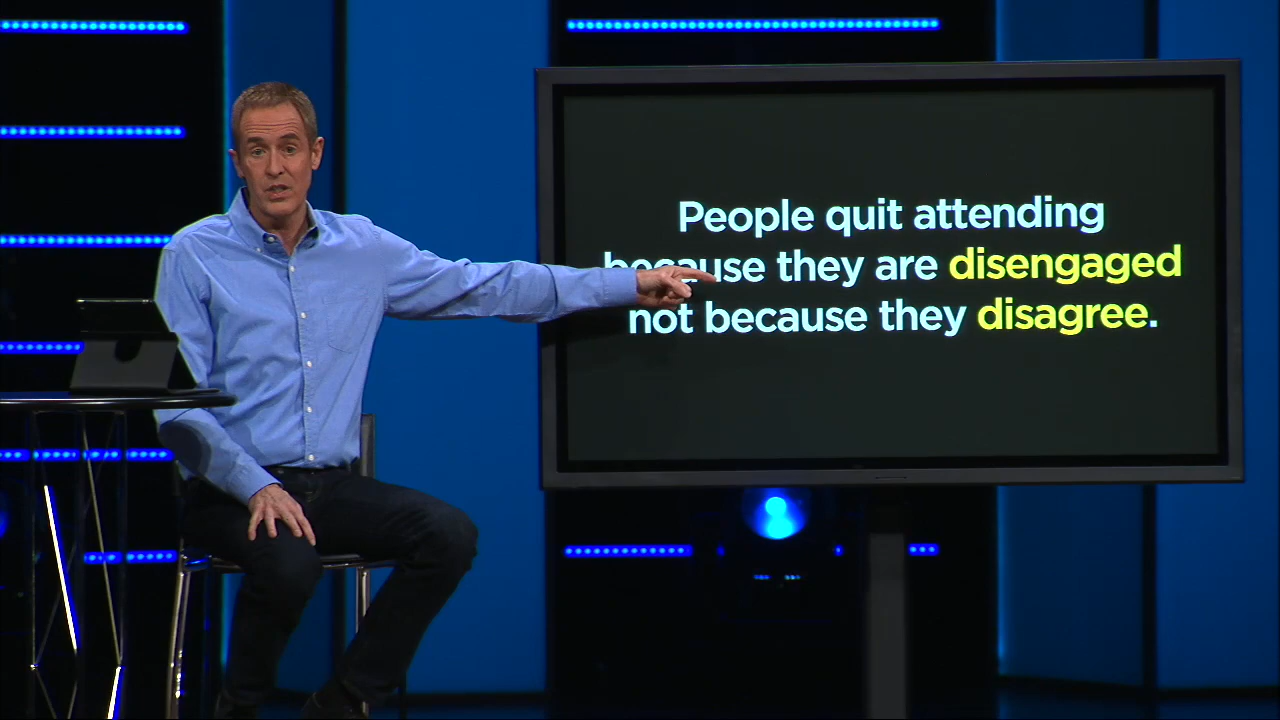 People quit attending
because they are disengaged
not because they disagree.